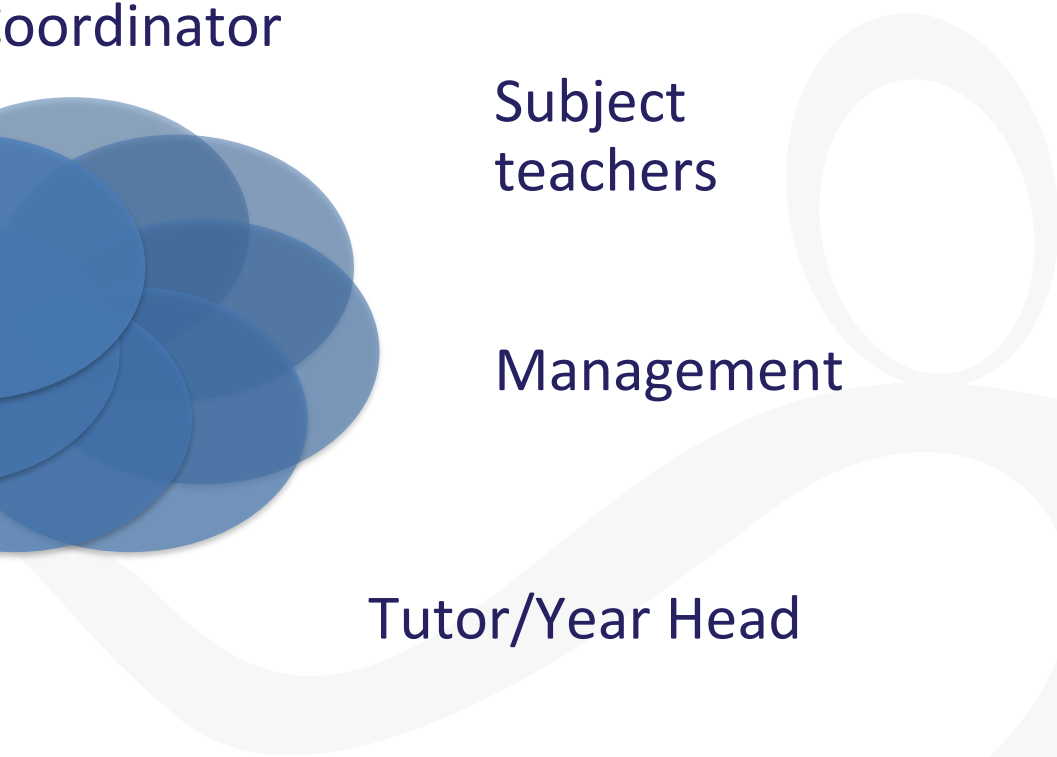 oordinator
Subject
teachers
Management
Tutor/Year Head